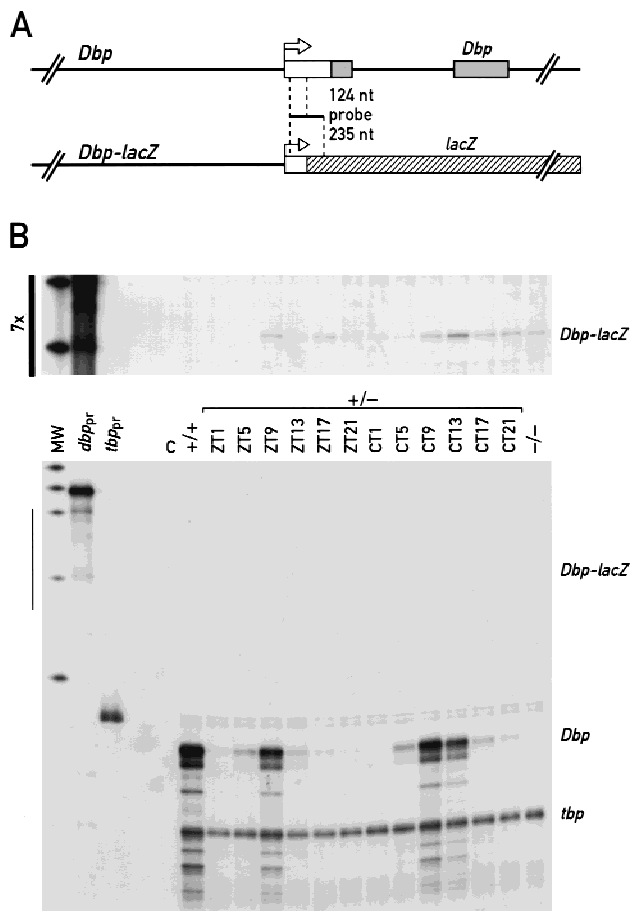 A
Dbp
Dbp
124 nt
probe
235 nt
Dbp-lacZ
lacZ
B
7x
Dbp-lacZ
+/−
MW
dbppr
tbppr
C
+/+
ZT1
ZT5
ZT9
ZT13
ZT17
ZT21
CT1
CT5
CT9
CT13
CT17
CT21
−/−
Dbp-lacZ
Dbp
tbp